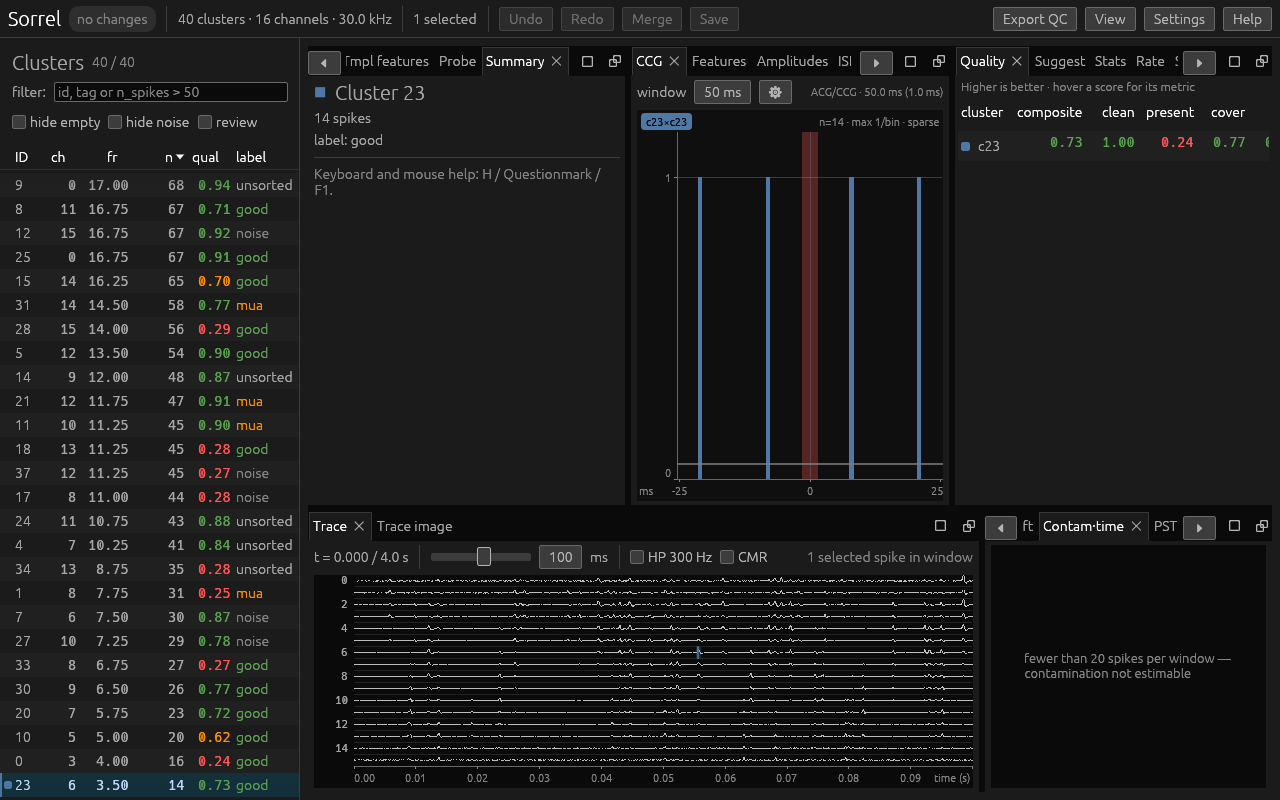 Sorrel no changes 40 clusters · 16 channels · 30.0 kHz 1 selected Undo Redo Merge Save Export QC View Settings Help
Clusters 40 / 40
filter: id, tag or n_spikes > 50
hide empty hide noise review
ID ch fr n qual label
9 0 17.00 68 0.94 unsorted
8 11 16.75 67 0.71 good
12 15 16.75 67 0.92 noise
25 0 16.75 67 0.91 good
15 14 16.25 65 0.70 good
31 14 14.50 58 0.77 mua
28 15 14.00 56 0.29 good
5 12 13.50 54 0.90 good
14 9 12.00 48 0.87 unsorted
21 12 11.75 47 0.91 mua
11 10 11.25 45 0.90 mua
18 13 11.25 45 0.28 good
37 12 11.25 45 0.27 noise
17 8 11.00 44 0.28 noise
24 11 10.75 43 0.88 unsorted
4 7 10.25 41 0.84 unsorted
34 13 8.75 35 0.28 unsorted
1 8 7.75 31 0.25 mua
7 6 7.50 30 0.87 noise
27 10 7.25 29 0.78 noise
33 8 6.75 27 0.27 good
30 9 6.50 26 0.77 good
20 7 5.75 23 0.72 good
10 5 5.00 20 0.62 good
0 3 4.00 16 0.24 good
23 6 3.50 14 0.73 good
features Probe Summary
Cluster 23
14 spikes
label: good
Keyboard and mouse help: H / Questionmark /
F1.
CCG Features Amplitudes
window 50 ms ACG/CCG · 50.0 ms (1.0 ms)
c23×c23 n=14 · max 1/bin · sparse
1
0
ms -25 0 25
Quality Suggest Stats Rate
Higher is better · hover a score for its metric
cluster composite clean present cover
c23 0.73 1.00 0.24 0.77
Trace Trace image
t = 0.000 / 4.0 s 100 ms HP 300 Hz CMR 1 selected spike in window
0
2
4
6
8
10
12
14
0.00 0.01 0.02 0.03 0.04 0.05 0.06 0.07 0.08 0.09 time (s)
Contam·time
fewer than 20 spikes per window —
contamination not estimable